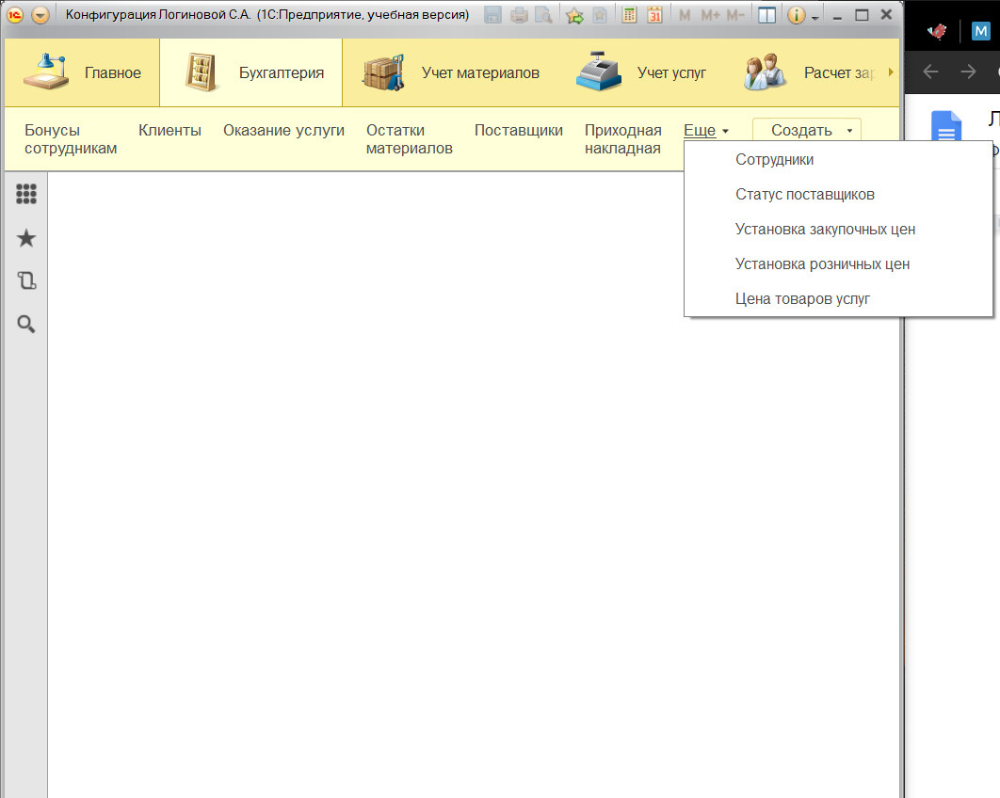 Конфигурация Логиновой С.А. (1С:Предприятие, учебная версия)
31
M M+ M-
M
Главное
Бухгалтерия
Учет материалов
Учет услуг
Расчет
Бонусы
сотрудникам
Клиенты
Оказание услуги
Остатки
материалов
Поставщики
Приходная
накладная
Еще
Создать
Сотрудники
Статус поставщиков
Установка закупочных цен
Установка розничных цен
Цена товаров услуг